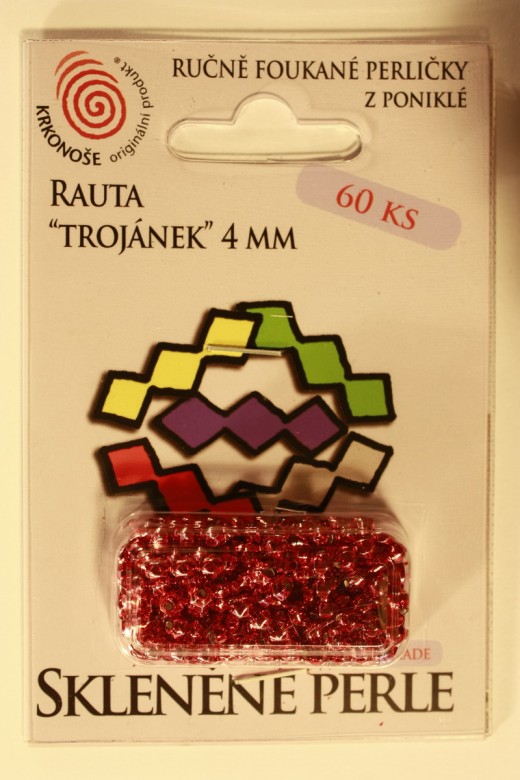 KRKONOŠE originální produkt®
RUČNĚ FOUKANÉ PERLIČKY
Z PONIKLÉ
RAUTA
"TROJÁNEK" 4 MM
60 KS
SKLENĚNÉ PERLE